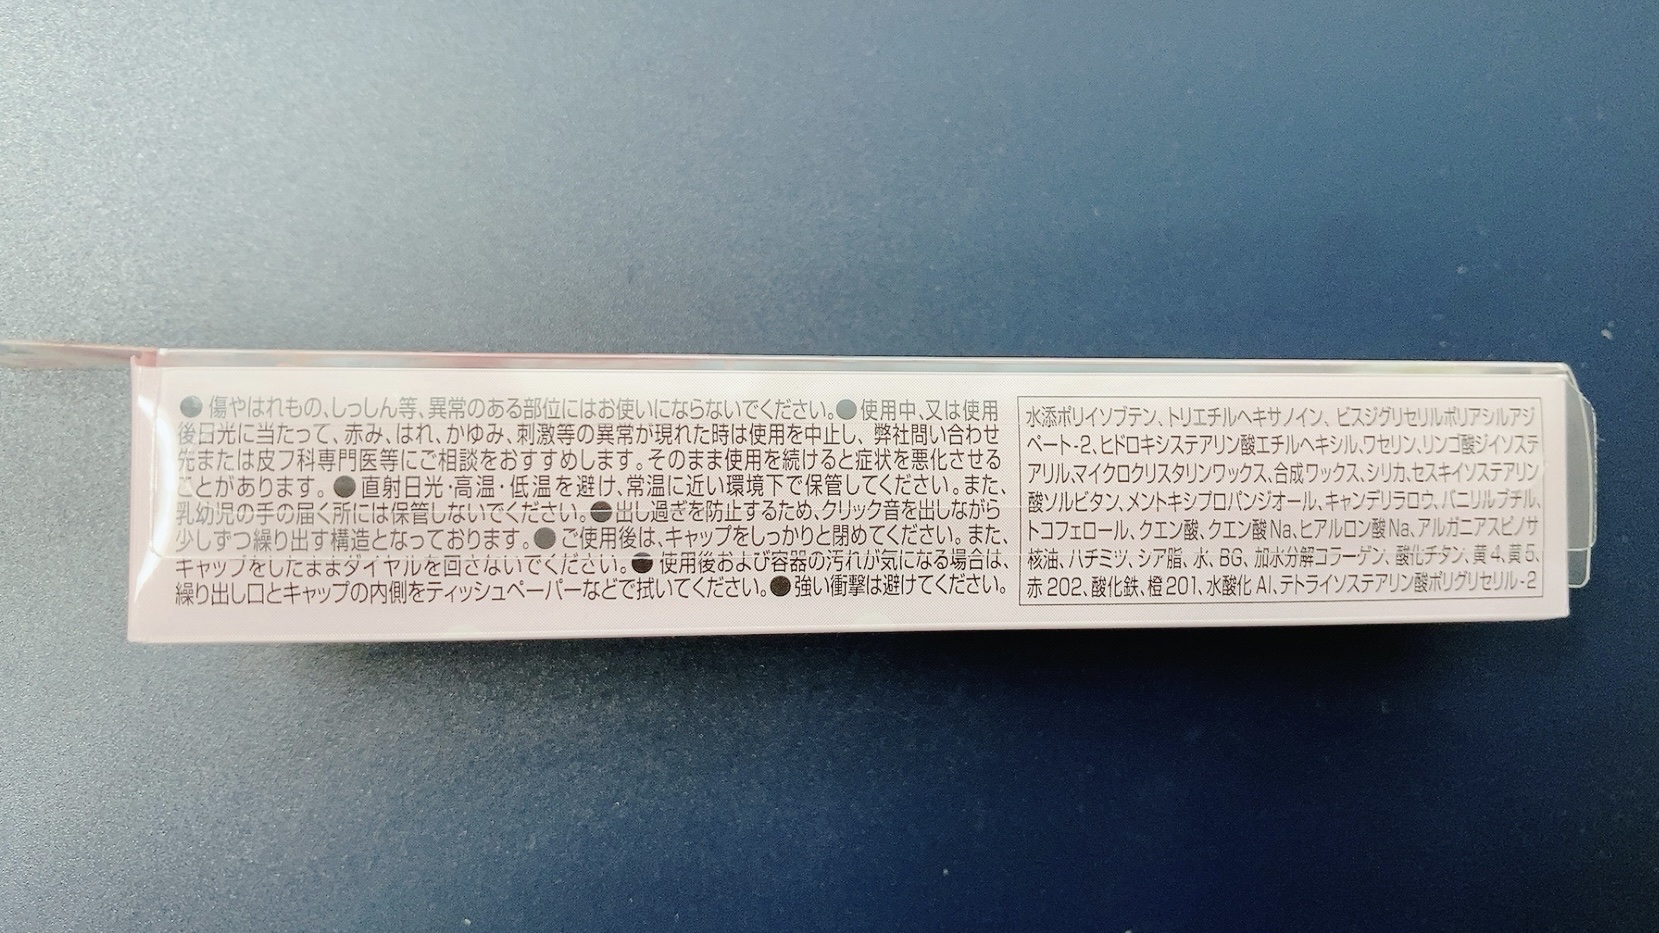 ●傷やはれもの、しっしん等、異常のある部位にはお使いにならないでください。●使用中、又は使用
後日光に当たって、赤み、はれ、かゆみ、刺激等の異常が現れた時は使用を中止し、弊社問い合わせ
先または皮フ科専門医等にご相談をおすすめします。そのまま使用を続けると症状を悪化させる
ことがあります。●直射日光・高温・低温を避け、常温に近い環境下で保管してください。また、
乳幼児の手の届く所には保管しないでください。●出し過ぎを防止するため、クリック音を出しながら
少しずつ繰り出す構造となっております。●ご使用後は、キャップをしっかりと閉めてください。また、
キャップをしたままダイヤルを回さないでください。●使用後および容器の汚れが気になる場合は、
繰り出し口とキャップの内側をティッシュペーパーなどで拭いてください。●強い衝撃は避けてください。
水添ポリイソブテン、トリエチルヘキサノイン、ビスジグリセリルポリアシルアジ
ペート-2、ヒドロキシステアリン酸エチルヘキシル、ワセリン、リンゴ酸ジイソステ
アリル、マイクロクリスタリンワックス、合成ワックス、シリカ、セスキイソステアリン
酸ソルビタン、メントキシプロパンジオール、キャンデリラロウ、バニリルブチル、
トコフェロール、クエン酸、クエン酸Na、ヒアルロン酸Na、アルガニアスピノサ
核油、ハチミツ、シア脂、水、BG、加水分解コラーゲン、酸化チタン、黄4、黄5、
赤202、酸化鉄、橙201、水酸化Al、テトライソステアリン酸ポリグリセリル-2